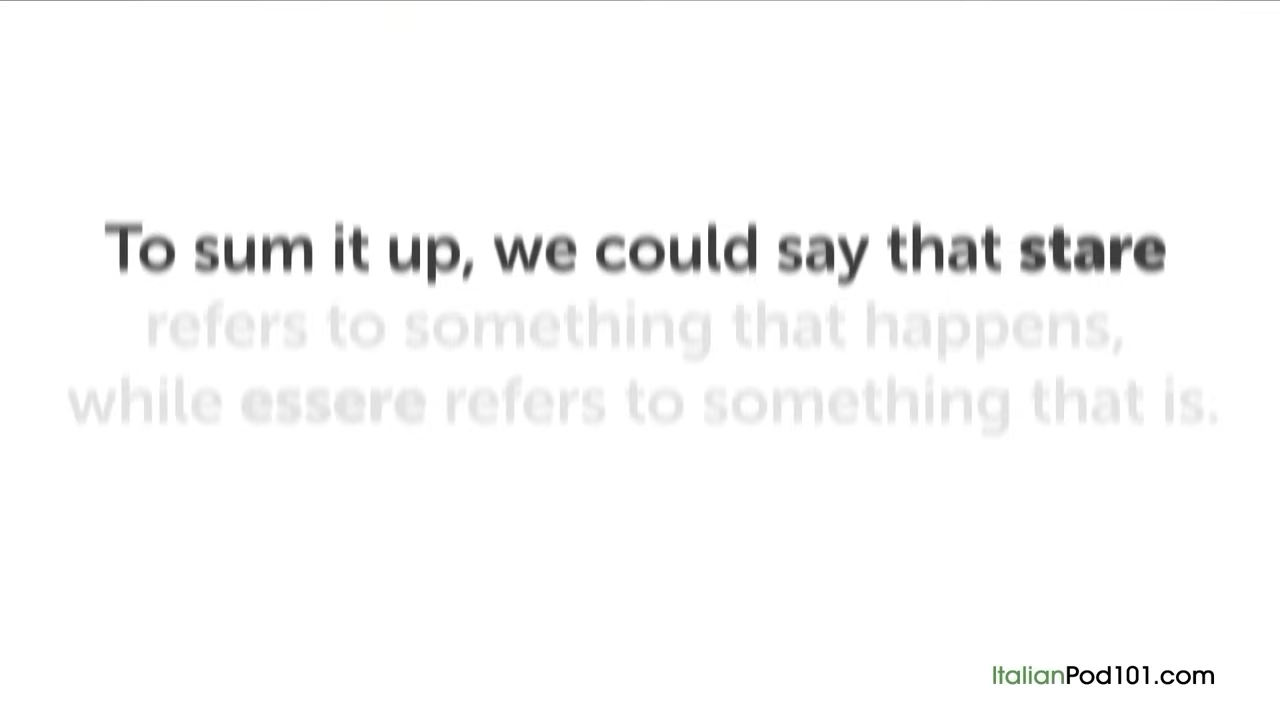 To sum it up, we could say that stare
refers to something that happens,
while essere refers to something that is.
ItalianPod101.com